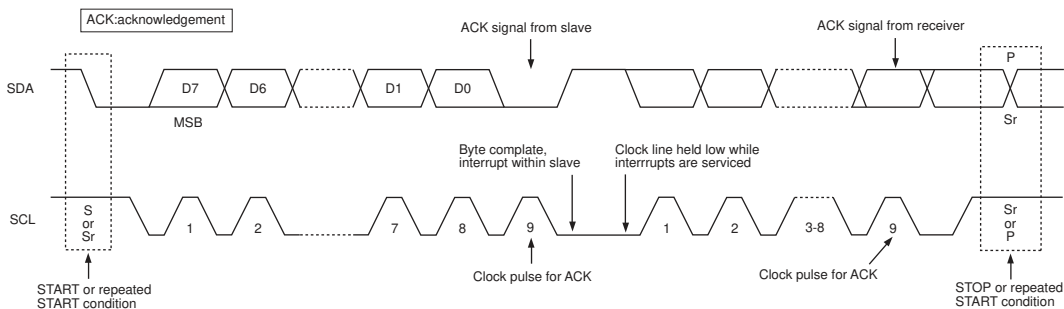 ACK:acknowledgement
ACK signal from slave
ACK signal from receiver
P
SDA
D7
D6
D1
D0
MSB
Sr
Byte complate,
interrupt within slave
Clock line held low while
interrrupts are serviced
SCL
S
or
Sr
1
2
7
8
9
1
2
3-8
9
Sr
or
P
Clock pulse for ACK
Clock pulse for ACK
START or repeated
START condition
STOP or repeated
START condition